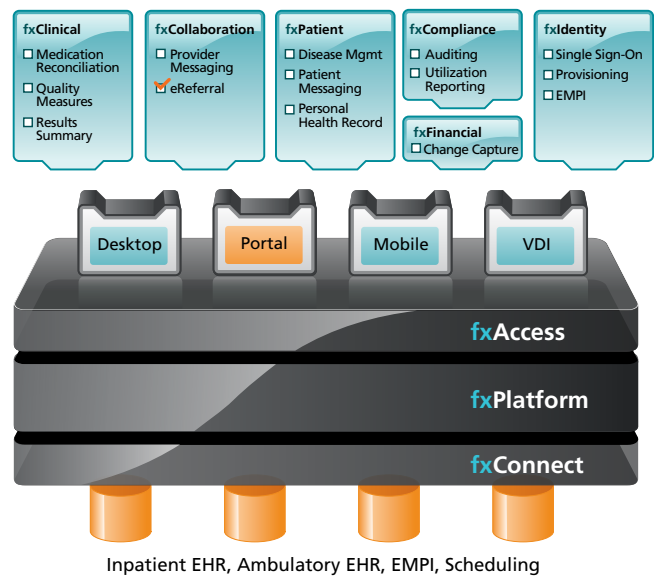 fxClinical
Medication
Reconciliation
Quality
Measures
Results
Summary
fxCollaboration
Provider
Messaging
eReferral
fxPatient
Disease Mgmt
Patient
Messaging
Personal
Health Record
fxCompliance
Auditing
Utilization
Reporting
fxFinancial
Change Capture
fxIdentity
Single Sign-On
Provisioning
EMPI
Desktop
Portal
Mobile
VDI
fxAccess
fxPlatform
fxConnect
Inpatient EHR, Ambulatory EHR, EMPI, Scheduling